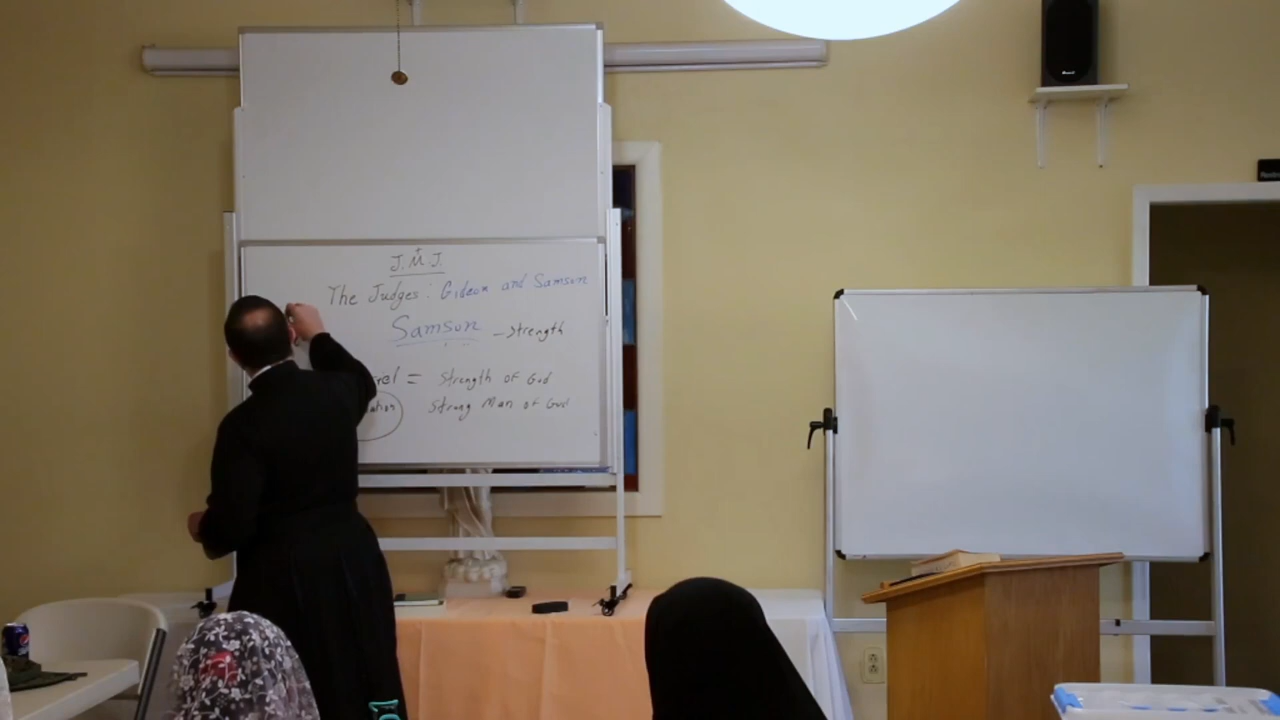 J.M.J.
The Judges: Gideon and Samson
Samson - strength
= Strength of God
Strong Man of God